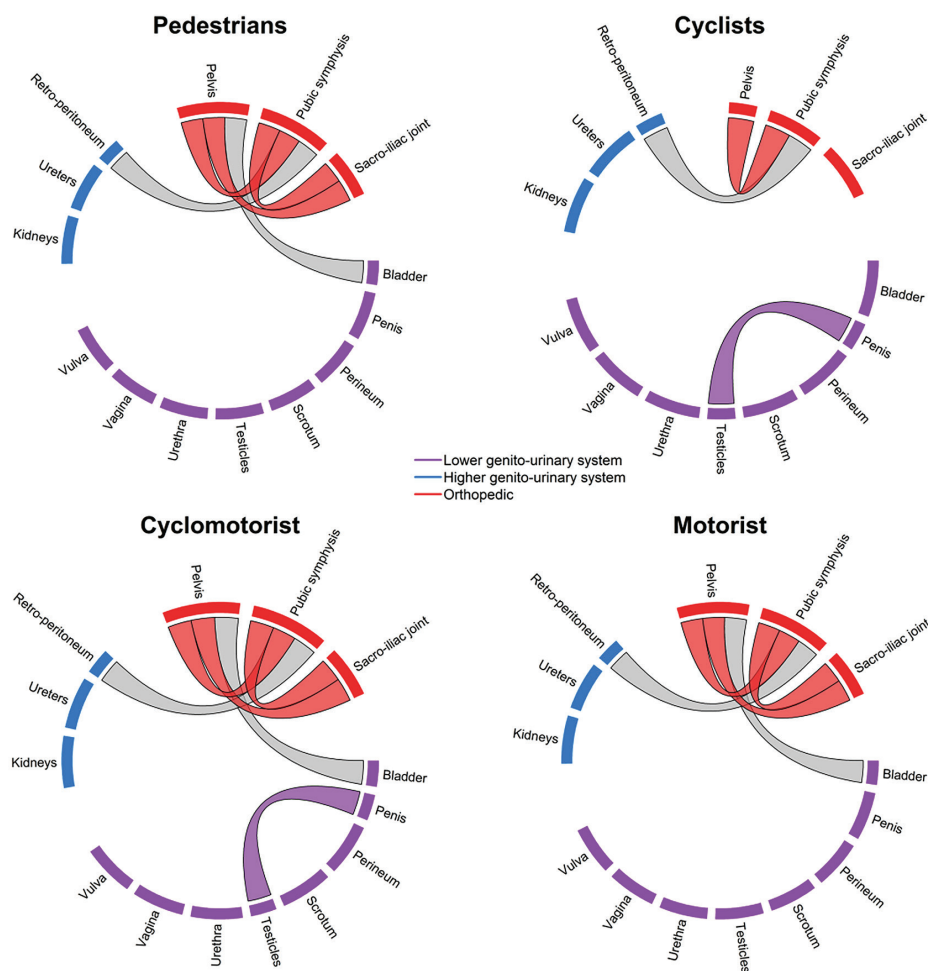 Pedestrians
Pelvis
Pubic symphysis
Sacro-iliac joint
Retro-peritoneum
Ureters
Kidneys
Bladder
Penis
Perineum
Scrotum
Testicles
Urethra
Vagina
Vulva
Cyclists
Pelvis
Pubic symphysis
Sacro-iliac joint
Retro-peritoneum
Ureters
Kidneys
Bladder
Penis
Perineum
Scrotum
Testicles
Urethra
Vagina
Vulva
Lower genito-urinary system
Higher genito-urinary system
Orthopedic
Cyclomotorist
Pelvis
Pubic symphysis
Sacro-iliac joint
Retro-peritoneum
Ureters
Kidneys
Bladder
Penis
Perineum
Scrotum
Testicles
Urethra
Vagina
Vulva
Motorist
Pelvis
Pubic symphysis
Sacro-iliac joint
Retro-peritoneum
Ureters
Kidneys
Bladder
Penis
Perineum
Scrotum
Testicles
Urethra
Vagina
Vulva